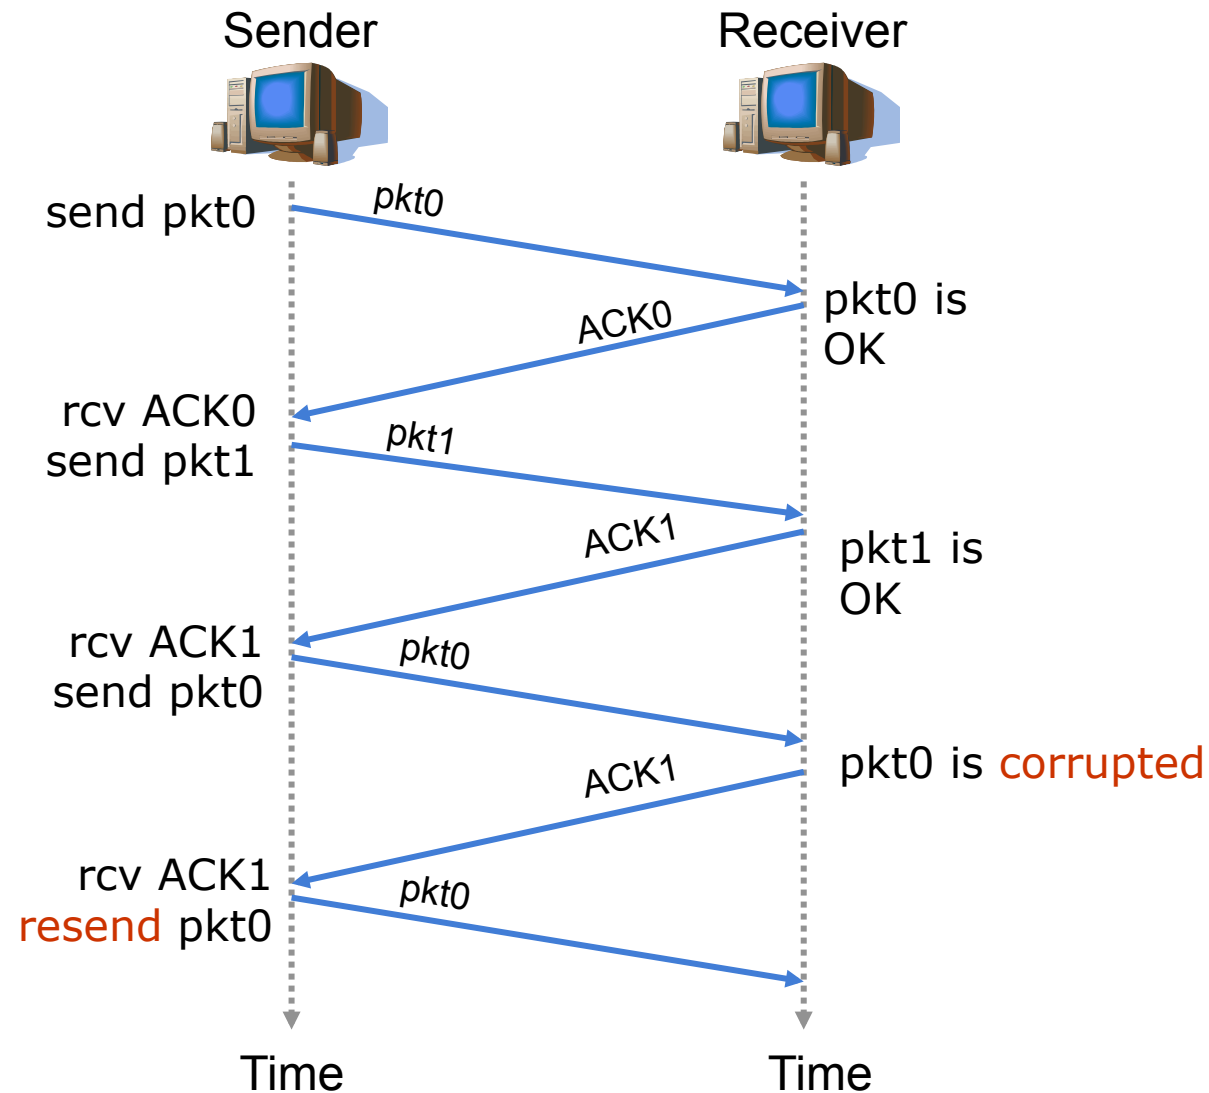 Sender
Receiver
send pkt0
pkt0
pkt0 is
OK
ACK0
rcv ACK0
send pkt1
pkt1
pkt1 is
OK
ACK1
rcv ACK1
send pkt0
pkt0
pkt0 is corrupted
ACK1
rcv ACK1
resend pkt0
pkt0
Time
Time